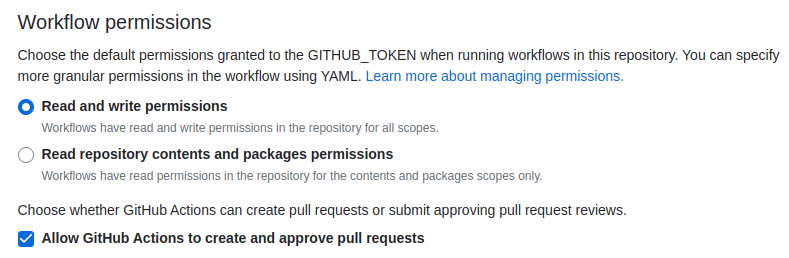 Workflow permissions
Choose the default permissions granted to the GITHUB_TOKEN when running workflows in this repository. You can specify
more granular permissions in the workflow using YAML. Learn more about managing permissions.
Read and write permissions
Workflows have read and write permissions in the repository for all scopes.
Read repository contents and packages permissions
Workflows have read permissions in the repository for the contents and packages scopes only.
Choose whether GitHub Actions can create pull requests or submit approving pull request reviews.
Allow GitHub Actions to create and approve pull requests